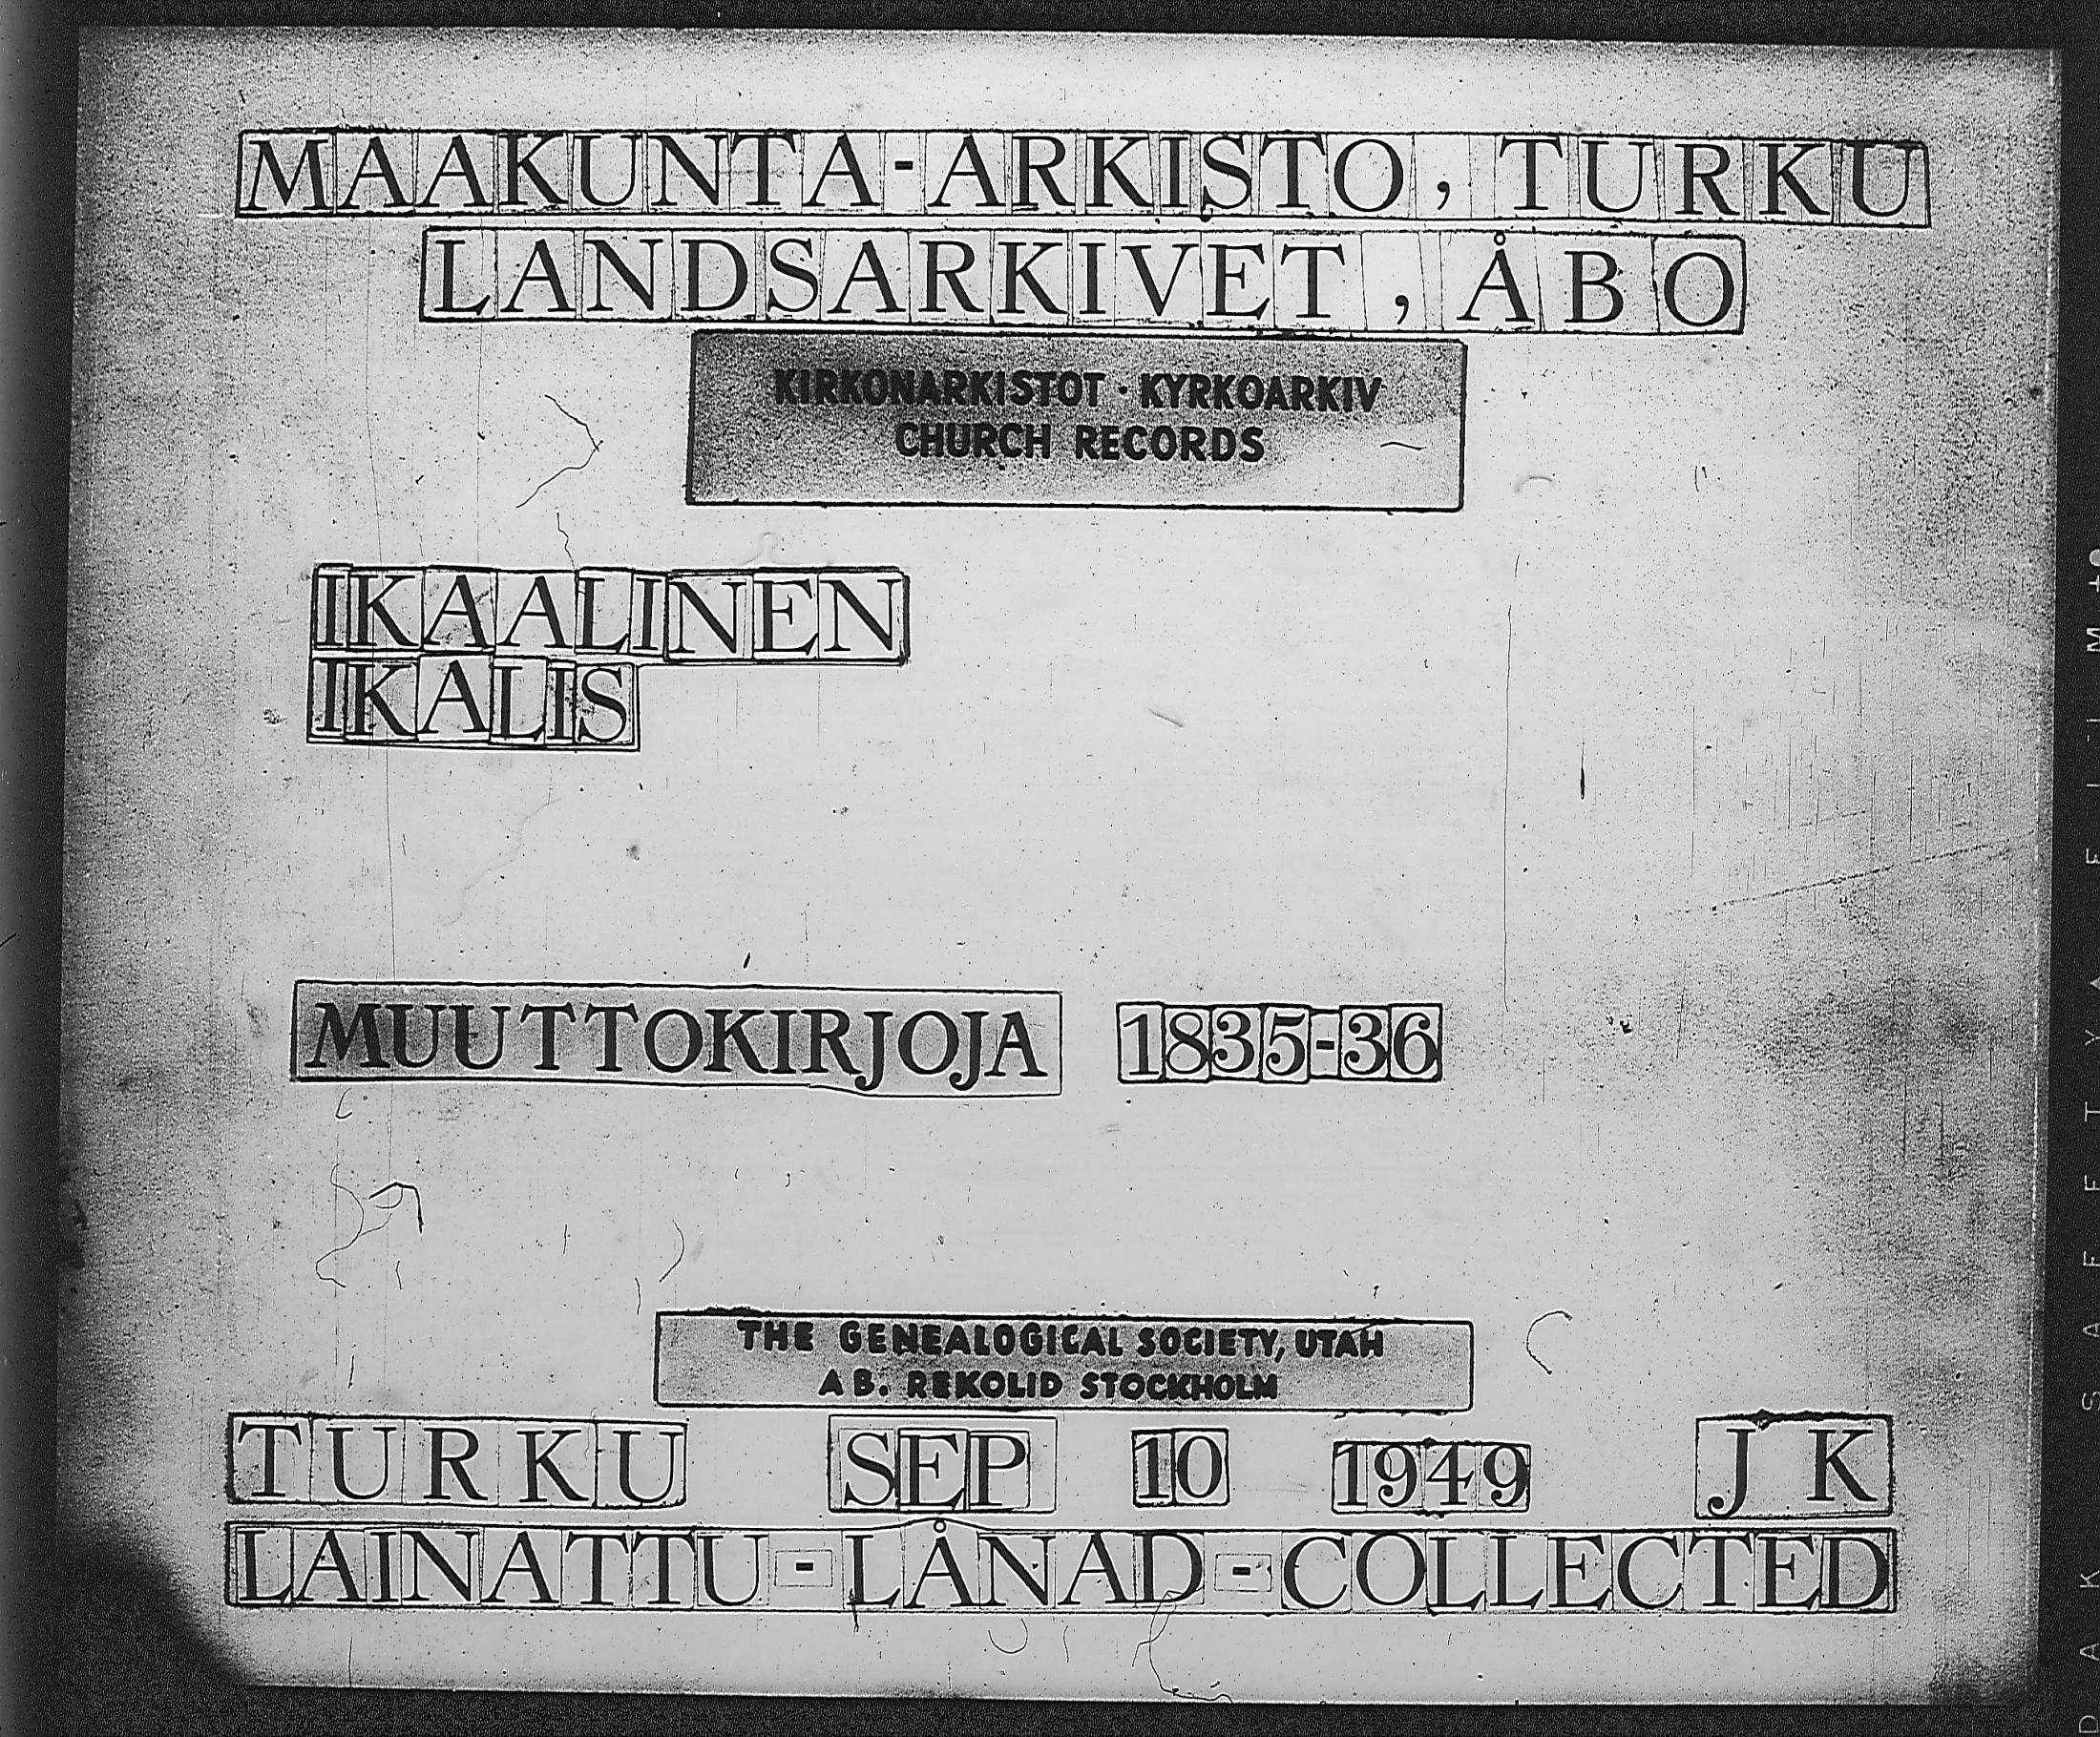 MAAKUNTA-ARKISTO, TURKU
LANDSARKIVET, ÅBO
KIRKONARKISTOT · KYRKOARKIV
CHURCH RECORDS
IKAALINEN
IKALIS
MUUTTOKIRJOJA 1835-36
THE GENEALOGICAL SOCIETY, UTAH
AB. REKOLID STOCKHOLM
TURKU SEP 10 1949 J K
LAINATTU-LÅNAD-COLLECTED